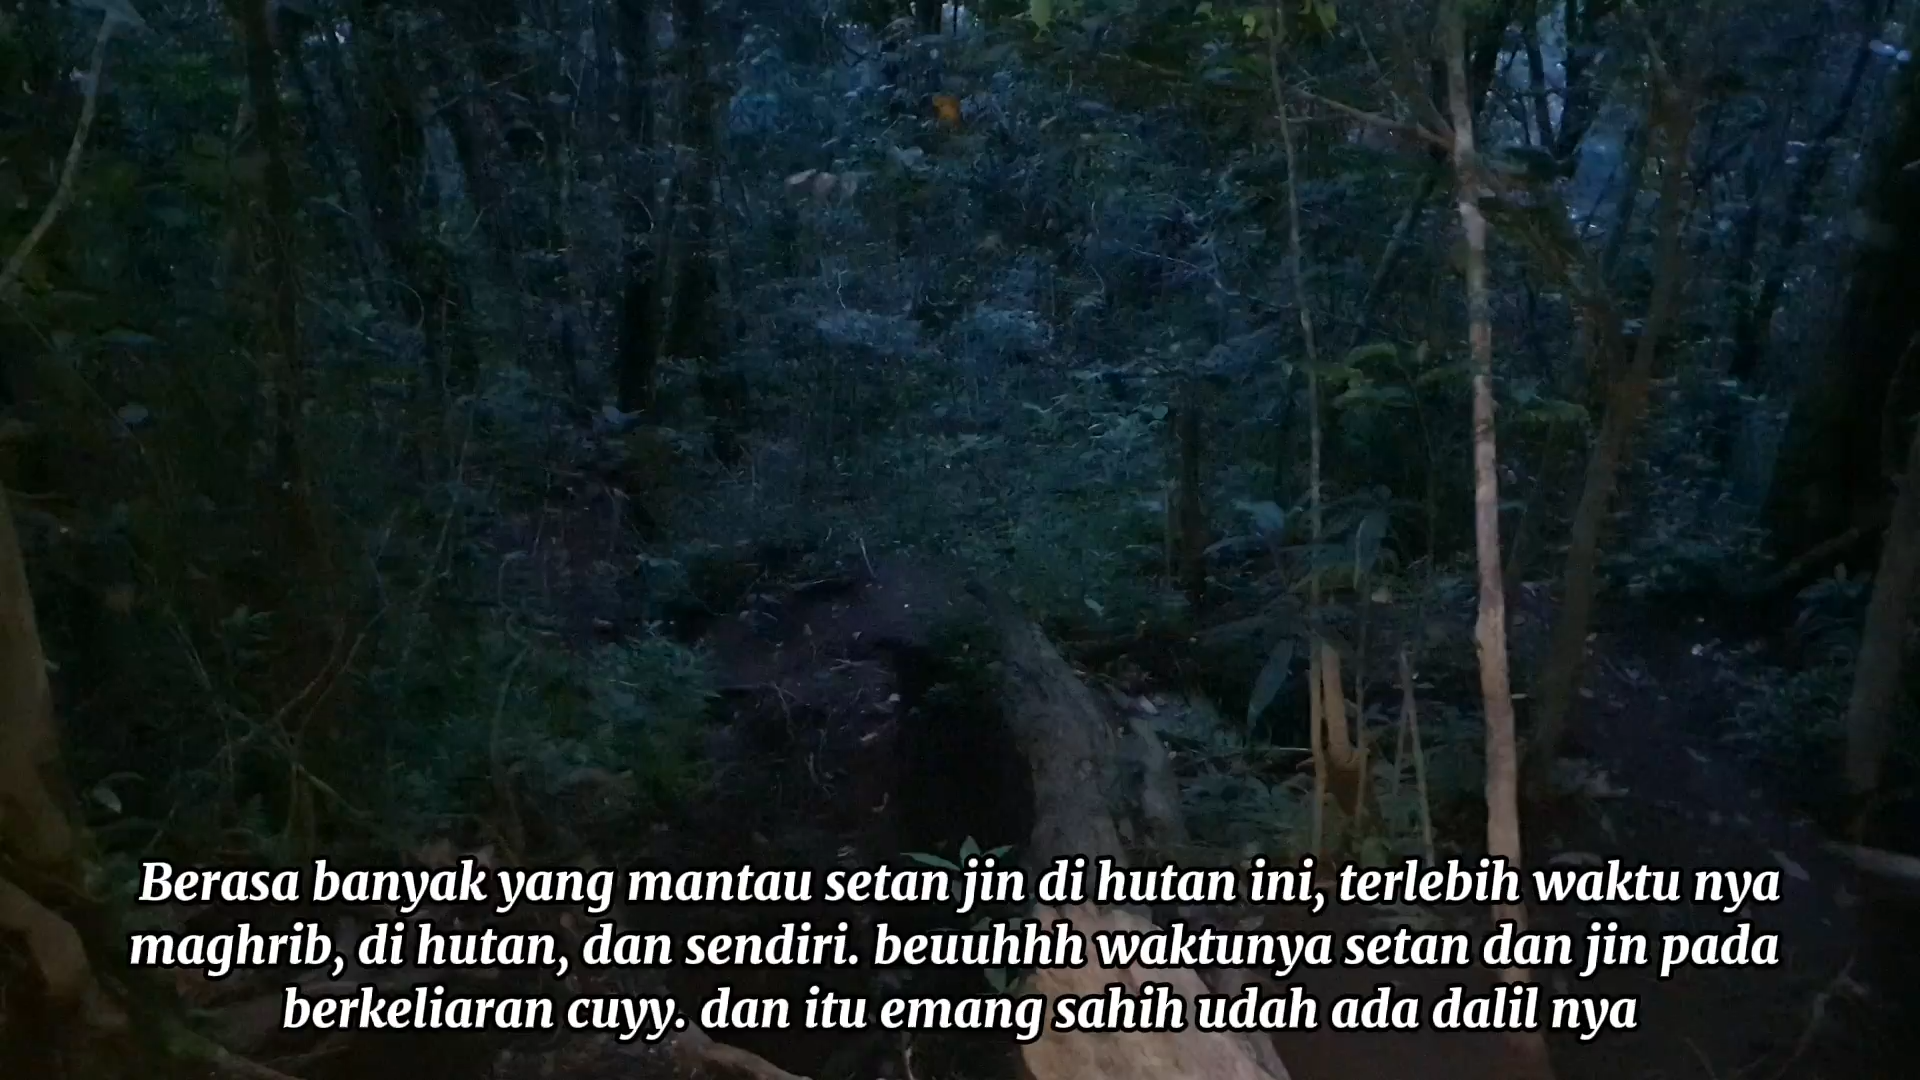 Berasa banyak yang mantau setan jin di hutan ini, terlebih waktu nya
maghrib, di hutan, dan sendiri. beuuhhh waktunya setan dan jin pada
berkeliaran cuyy. dan itu emang sahih udah ada dalil nya